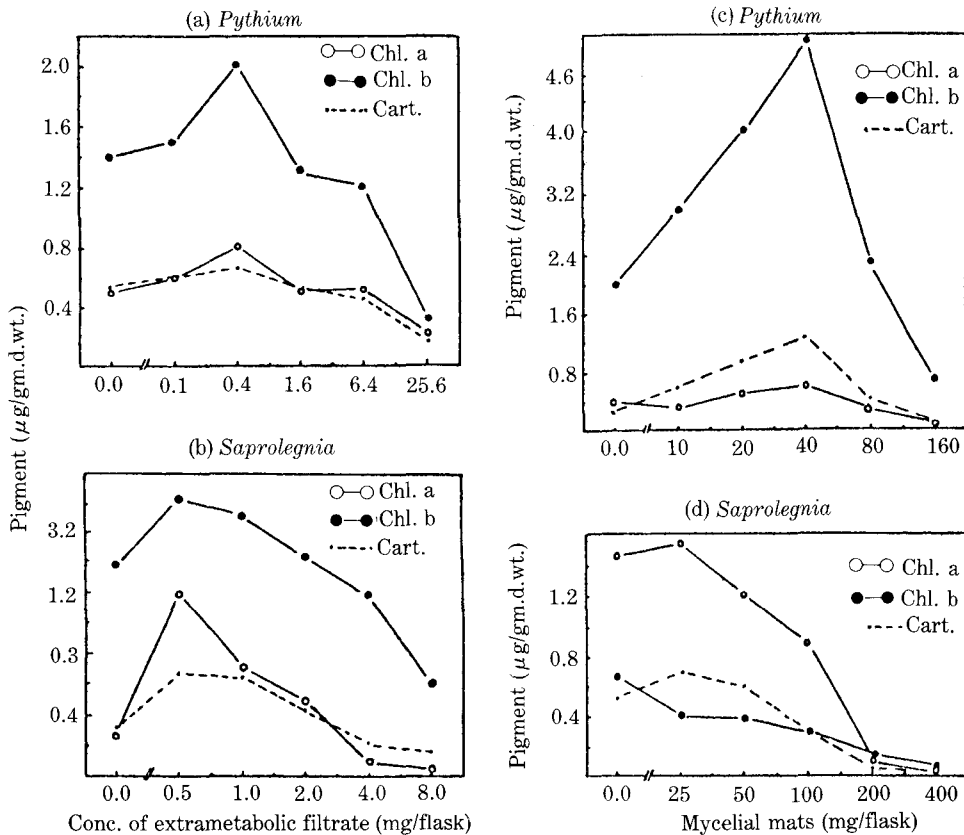 (a) Pythium
Chl. a
Chl. b
Cart.
2.0
1.6
1.2
0.8
0.4
0.0 0.1 0.4 1.6 6.4 25.6
Pigment (μg/gm.d.wt.)
(b) Saprolegnia
Chl. a
Chl. b
Cart.
3.2
1.2
0.3
0.4
0.0 0.5 1.0 2.0 4.0 8.0
Conc. of extrametabolic filtrate (mg/flask)
(c) Pythium
Chl. a
Chl. b
Cart.
4.6
4.0
3.2
2.4
1.6
0.8
Pigment (μg/gm.d.wt.)
0.0 10 20 40 80 160
(d) Saprolegnia
Chl. a
Chl. b
Cart.
1.2
0.8
0.4
Pigment (μg/gm.d.wt.)
0.0 25 50 100 200 400
Mycelial mats (mg/flask)